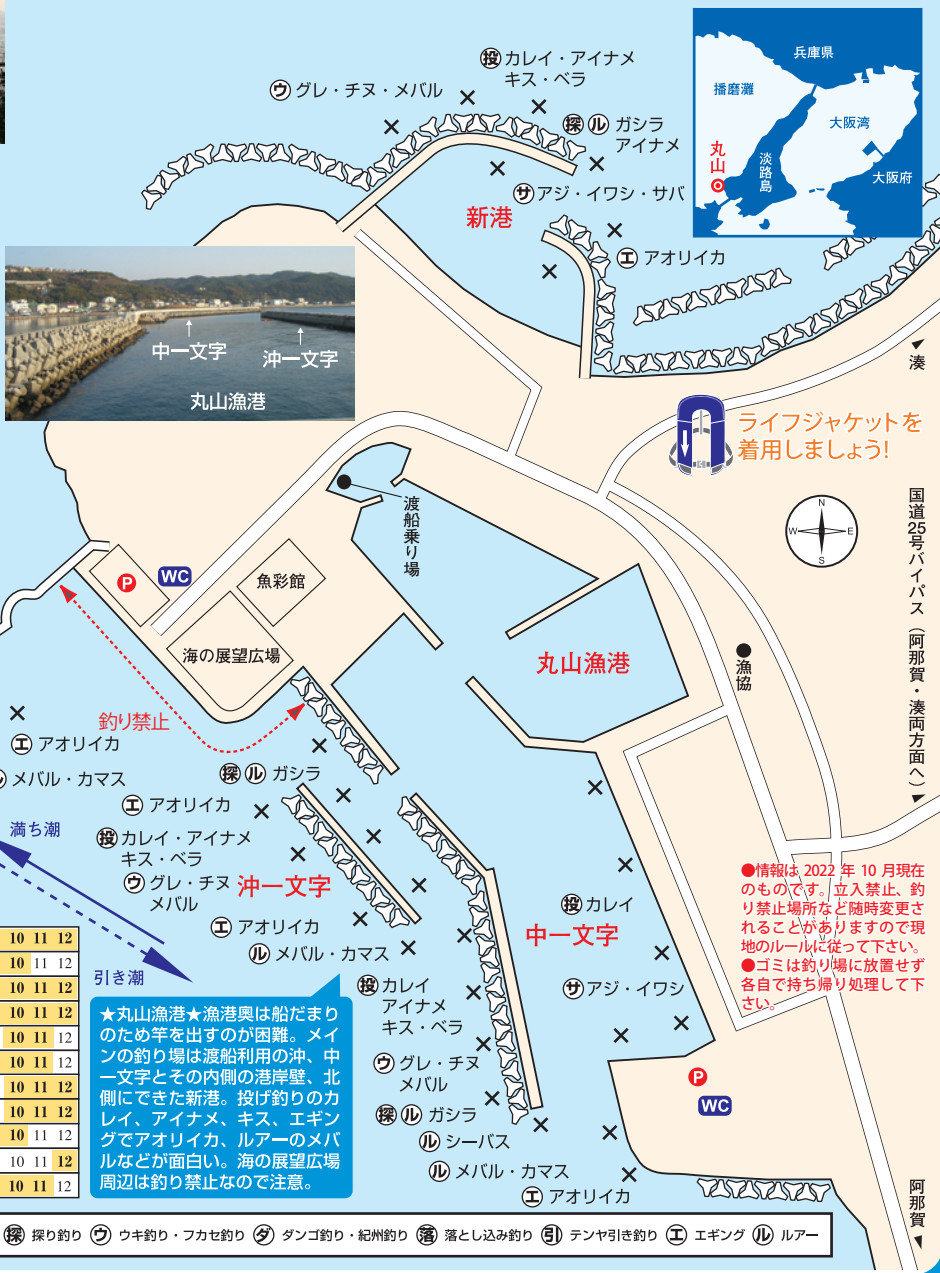 投 カレイ・アイナメ
キス・ベラ
ウ グレ・チヌ・メバル
探 ル ガシラ
アイナメ
サ アジ・イワシ・サバ
新港
エ アオリイカ
兵庫県
播磨灘
大阪湾
丸山
淡路島
大阪府
中一文字
沖一文字
丸山漁港
湊
ライフジャケットを
着用しましょう!
N
W
E
S
国道25号バイパス(阿那賀・湊両方面へ)
渡船乗り場
P
WC
魚彩館
海の展望広場
丸山漁港
漁協
釣り禁止
エ アオリイカ
メバル・カマス
探 ル ガシラ
エ アオリイカ
満ち潮
投 カレイ・アイナメ
キス・ベラ
ウ グレ・チヌ
メバル
沖一文字
エ アオリイカ
ル メバル・カマス
引き潮
投 カレイ
中一文字
サ アジ・イワシ
投 カレイ
アイナメ
キス・ベラ
ウ グレ・チヌ
メバル
探 ル ガシラ
ル シーバス
ル メバル・カマス
エ アオリイカ
P
WC
●情報は 2022 年 10 月現在
のものです。立入禁止、釣
り禁止場所など随時変更さ
れることがありますので現
地のルールに従って下さい。
●ゴミは釣り場に放置せず
各自で持ち帰り処理して下
さい。
10 11 12
10 11 12
10 11 12
10 11 12
10 11 12
10 11 12
10 11 12
10 11 12
10 11 12
10 11 12
10 11 12
★丸山漁港★漁港奥は船だまり
のため竿を出すのが困難。メイ
ンの釣り場は渡船利用の沖、中
一文字とその内側の港岸壁、北
側にできた新港。投げ釣りのカ
レイ、アイナメ、キス、エギン
グでアオリイカ、ルアーのメバ
ルなどが面白い。海の展望広場
周辺は釣り禁止なので注意。
阿那賀
探 探り釣り ウ ウキ釣り・フカセ釣り ダ ダンゴ釣り・紀州釣り 落 落とし込み釣り 引 テンヤ引き釣り エ エギング ル ルアー